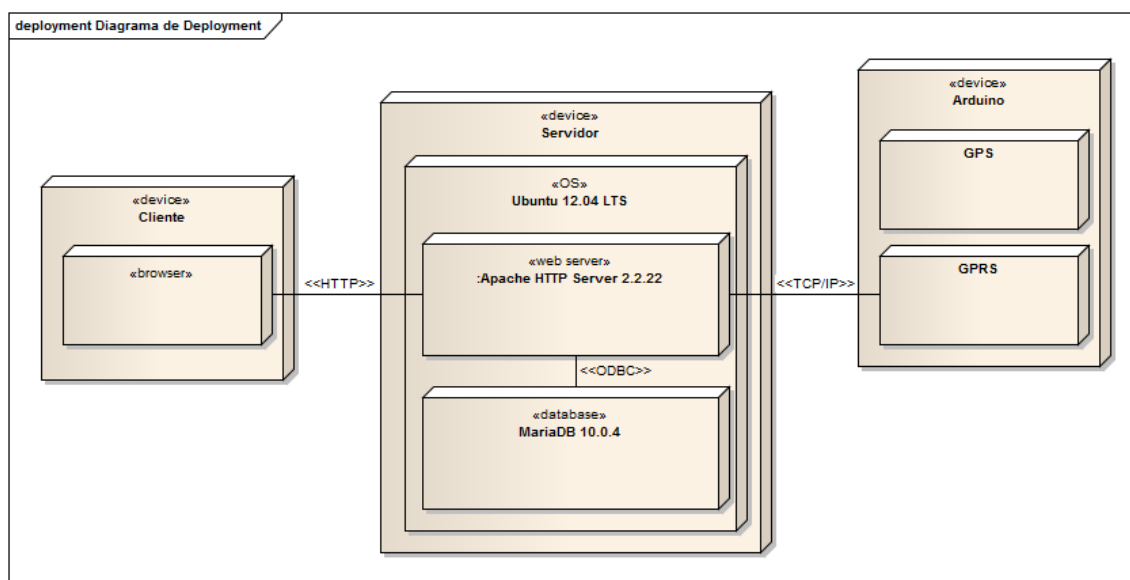 deployment Diagrama de Deployment
«device»
Cliente
«browser»
<<HTTP>>
«device»
Servidor
«OS»
Ubuntu 12.04 LTS
«web server»
:Apache HTTP Server 2.2.22
<<ODBC>>
«database»
MariaDB 10.0.4
<<TCP/IP>>
«device»
Arduino
GPS
GPRS